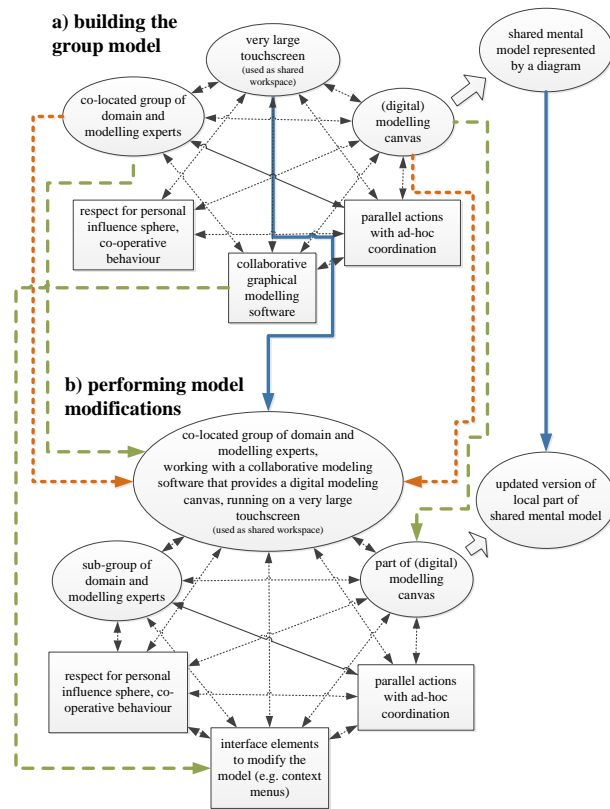 a) building the
group model
very large
touchscreen
(used as shared
workspace)
shared mental
model represented
by a diagram
co-located group of
domain and
modelling experts
(digital)
modelling
canvas
respect for personal
influence sphere,
co-operative
behaviour
parallel actions
with ad-hoc
coordination
collaborative
graphical
modelling
software
b) performing model
modifications
co-located group of domain and
modelling experts,
working with a collaborative modeling
software that provides a digital modeling
canvas, running on a very large
touchscreen
(used as shared workspace)
updated version of
local part of
shared mental model
sub-group of
domain and
modelling experts
part of (digital)
modelling
canvas
respect for personal
influence sphere, co-
operative behaviour
parallel actions
with ad-hoc
coordination
interface elements
to modify the
model (e.g. context
menus)